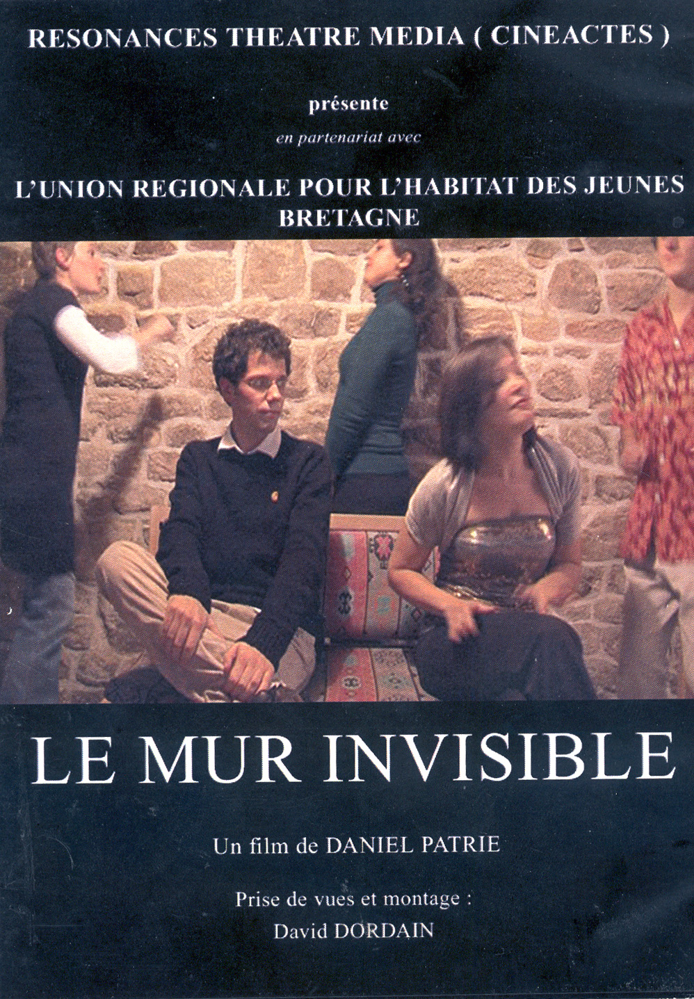 RESONANCES THEATRE MEDIA ( CINEACTES )
présente
en partenariat avec
L'UNION REGIONALE POUR L'HABITAT DES JEUNES
BRETAGNE
LE MUR INVISIBLE
Un film de DANIEL PATRIE
Prise de vues et montage :
David DORDAIN